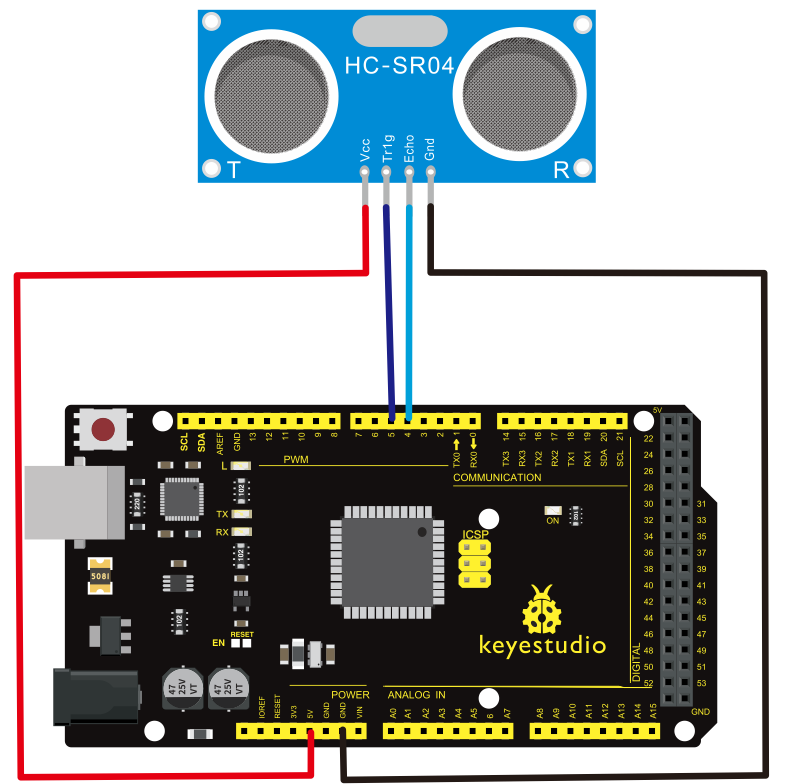 HC-SR04
Vcc
Tr1g
Echo
Gnd
T
R
SCL
SDA
AREF
GND
13
12
11
10
9
8
7
6
5
4
3
2
1
0
TX0
RX0
TX3 14
RX3 15
TX2 16
RX2 17
TX1 18
RX1 19
SDA 20
SCL 21
5V
L
PWM
COMMUNICATION
22
24
26
28
30 31
32 33
34 35
36 37
38 39
40 41
42 43
44 45
46 47
48 49
50 51
52 53
GND
DIGITAL
220
102
TX
RX
102
ON
102
ICSP
5081
102
RESET
EN
keyestudio
47
25V
VT
47
25V
VT
POWER
ANALOG IN
IOREF
RESET
3V3
5V
GND
GND
VIN
A0
A1
A2
A3
A4
A5
6
A7
A8
A9
A10
A11
A12
A13
A14
A15